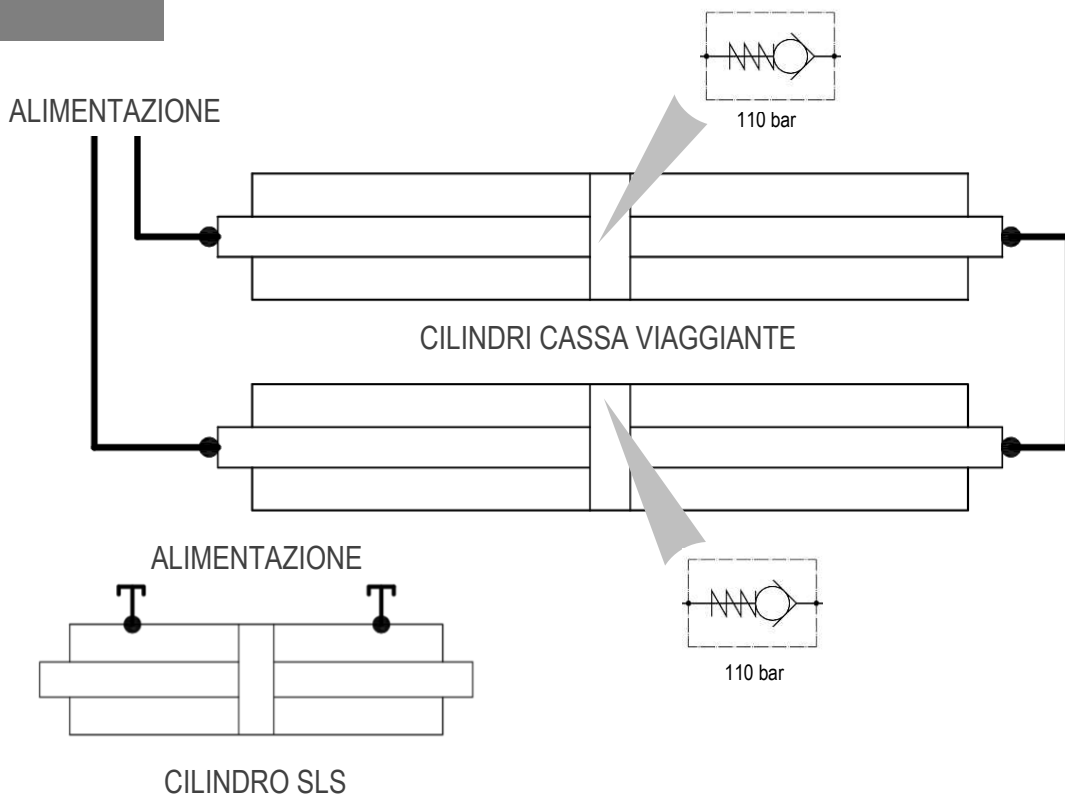 110 bar
ALIMENTAZIONE
CILINDRI CASSA VIAGGIANTE
ALIMENTAZIONE
110 bar
CILINDRO SLS